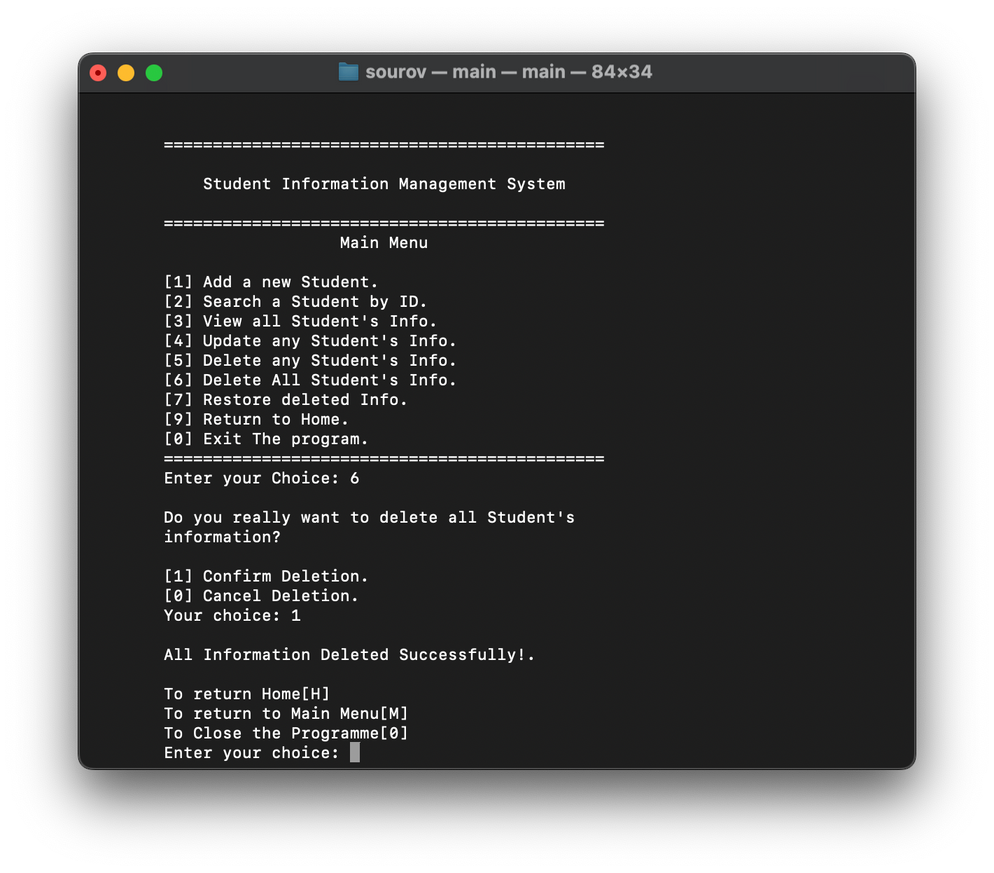 sourov — main — main — 84×34
============================================
Student Information Management System
============================================
Main Menu
[1] Add a new Student.
[2] Search a Student by ID.
[3] View all Student's Info.
[4] Update any Student's Info.
[5] Delete any Student's Info.
[6] Delete All Student's Info.
[7] Restore deleted Info.
[9] Return to Home.
[0] Exit The program.
============================================
Enter your Choice: 6
Do you really want to delete all Student's
information?
[1] Confirm Deletion.
[0] Cancel Deletion.
Your choice: 1
All Information Deleted Successfully!.
To return Home[H]
To return to Main Menu[M]
To Close the Programme[0]
Enter your choice: